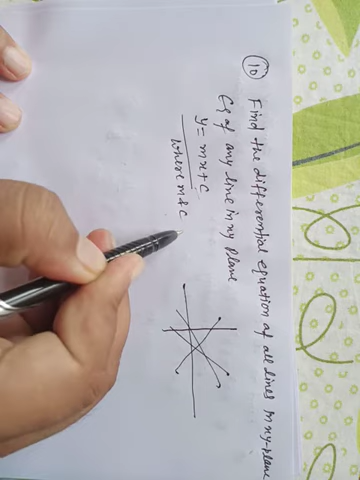 10 Find the differential equation of all lines in xy-plane
Eq of any line in xy plane
y = mx + c
where m & c